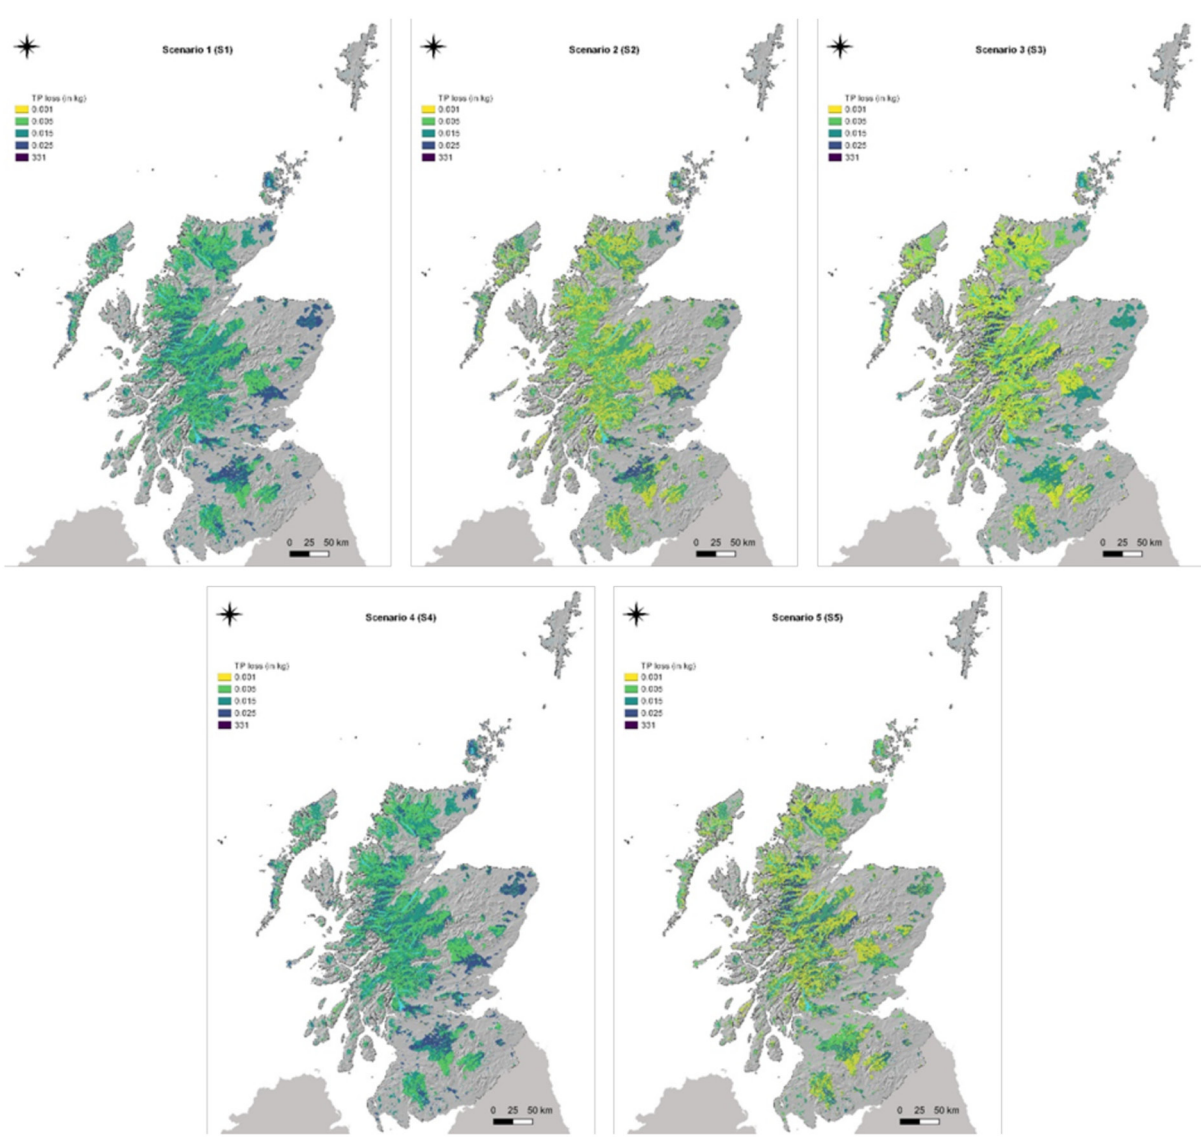 Scenario 1 (S1)
TP loss (in kg)
0.001
0.005
0.015
0.025
331
0 25 50 km
Scenario 2 (S2)
TP loss (in kg)
0.001
0.005
0.015
0.025
331
0 25 50 km
Scenario 3 (S3)
TP loss (in kg)
0.001
0.005
0.015
0.025
331
0 25 50 km
Scenario 4 (S4)
TP loss (in kg)
0.001
0.005
0.015
0.025
331
0 25 50 km
Scenario 5 (S5)
TP loss (in kg)
0.001
0.005
0.015
0.025
331
0 25 50 km